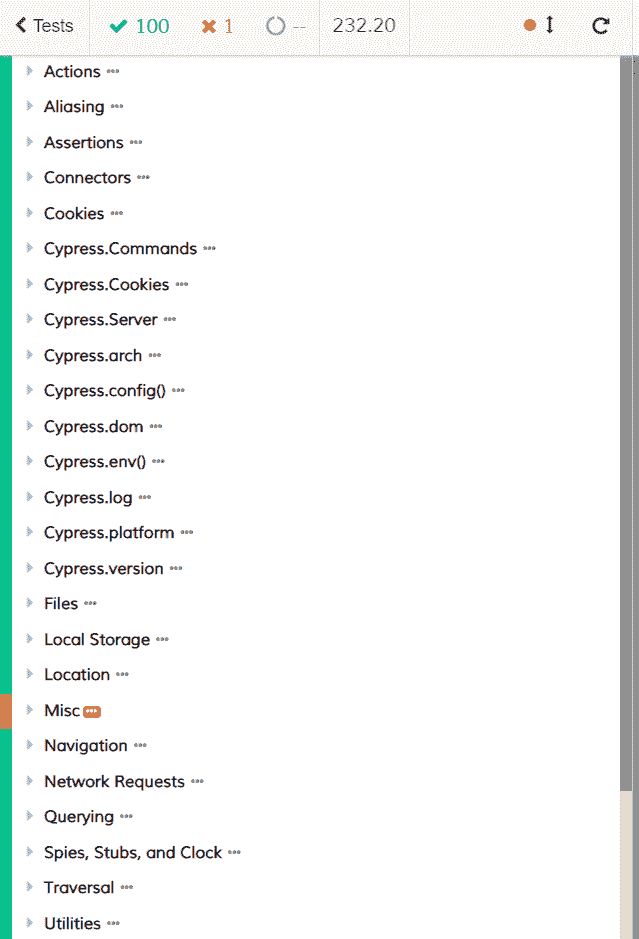 Tests 100 1 -- 232.20
Actions
Aliasing
Assertions
Connectors
Cookies
Cypress.Commands
Cypress.Cookies
Cypress.Server
Cypress.arch
Cypress.config()
Cypress.dom
Cypress.env()
Cypress.log
Cypress.platform
Cypress.version
Files
Local Storage
Location
Misc
Navigation
Network Requests
Querying
Spies, Stubs, and Clock
Traversal
Utilities